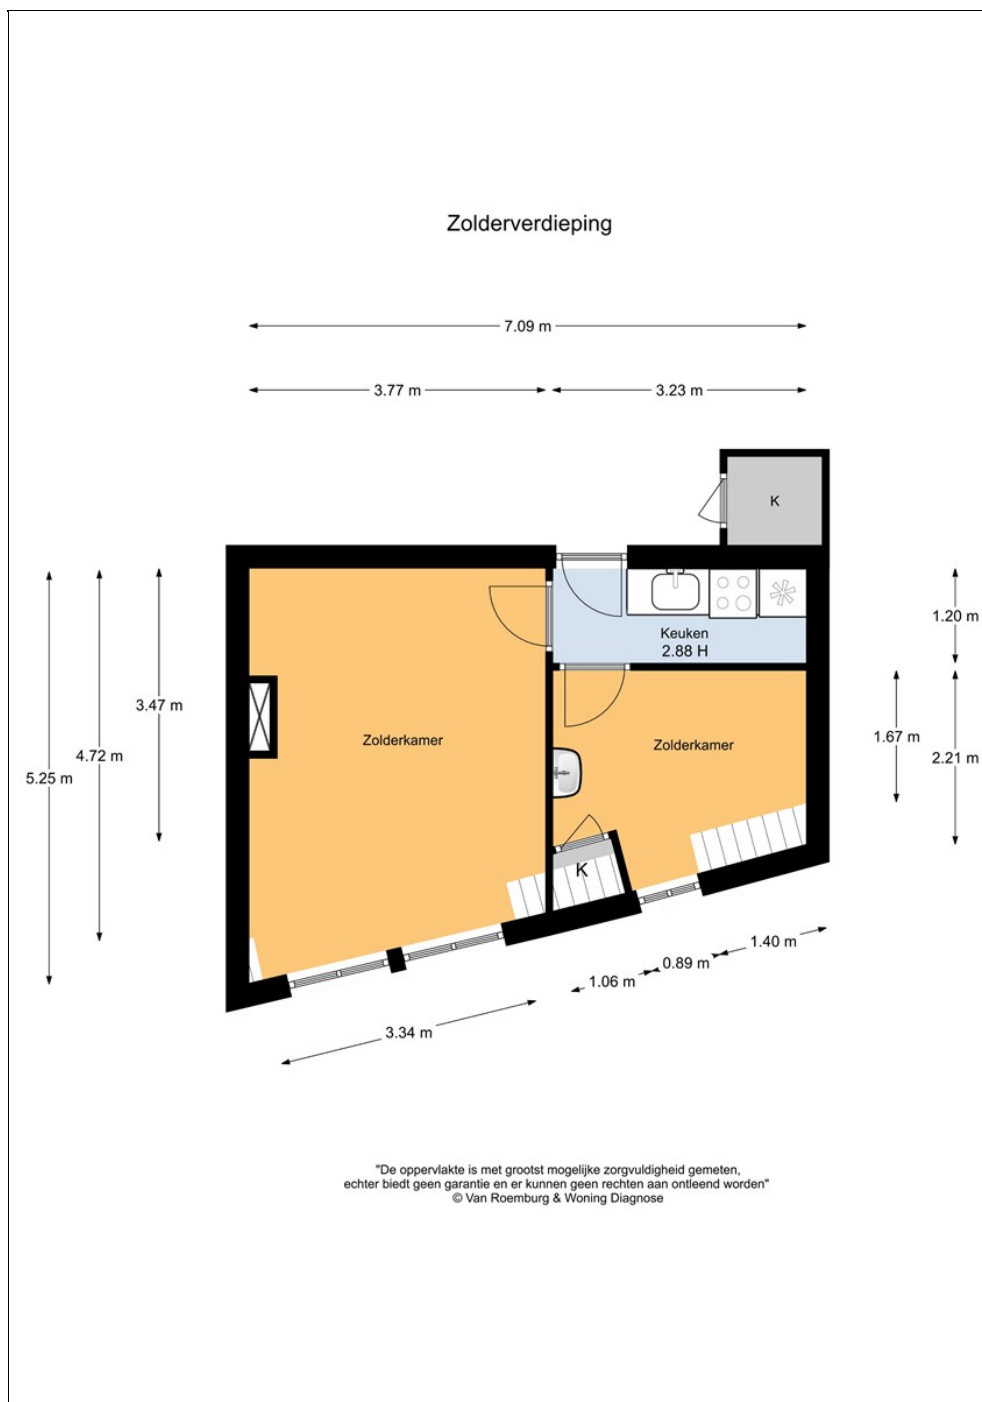 Zolderverdieping
7.09 m
3.77 m
3.23 m
K
Keuken
2.88 H
1.20 m
3.47 m
4.72 m
5.25 m
Zolderkamer
Zolderkamer
1.67 m
2.21 m
K
1.40 m
0.89 m
1.06 m
3.34 m
"De oppervlakte is met grootst mogelijke zorgvuldigheid gemeten,
echter biedt geen garantie en er kunnen geen rechten aan ontleend worden"
© Van Roemburg & Woning Diagnose